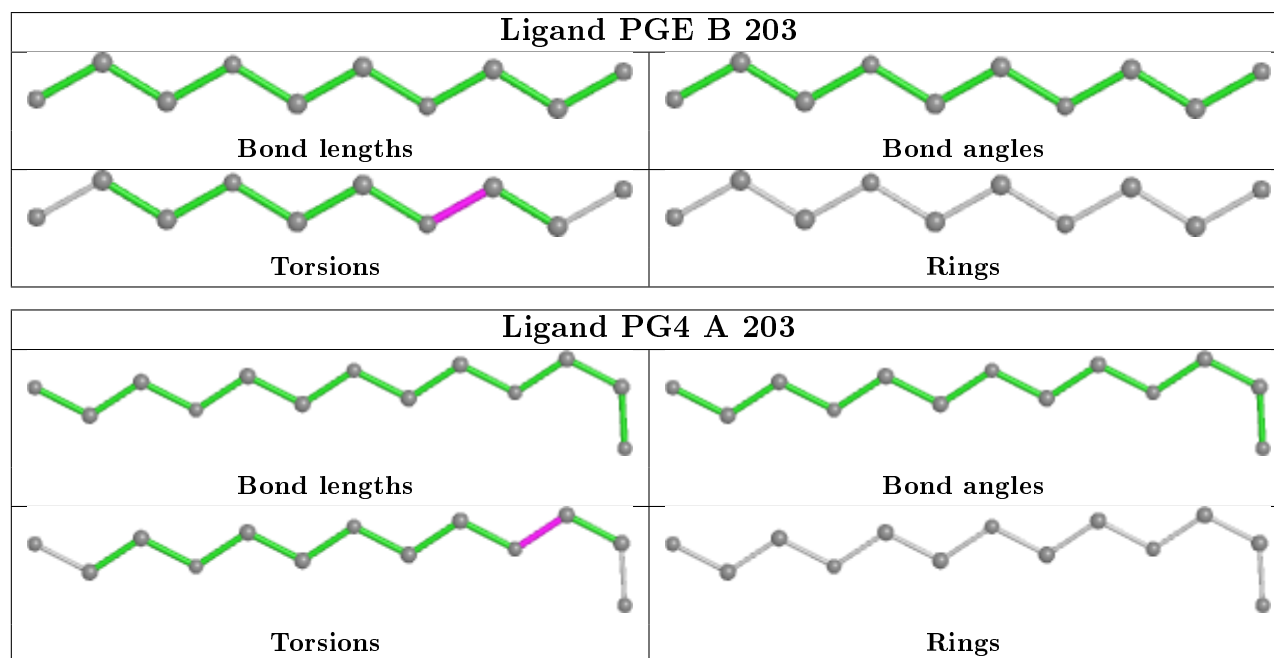 Ligand PGE B 203
Bond lengths
Bond angles
Torsions
Rings
Ligand PG4 A 203
Bond lengths
Bond angles
Torsions
Rings